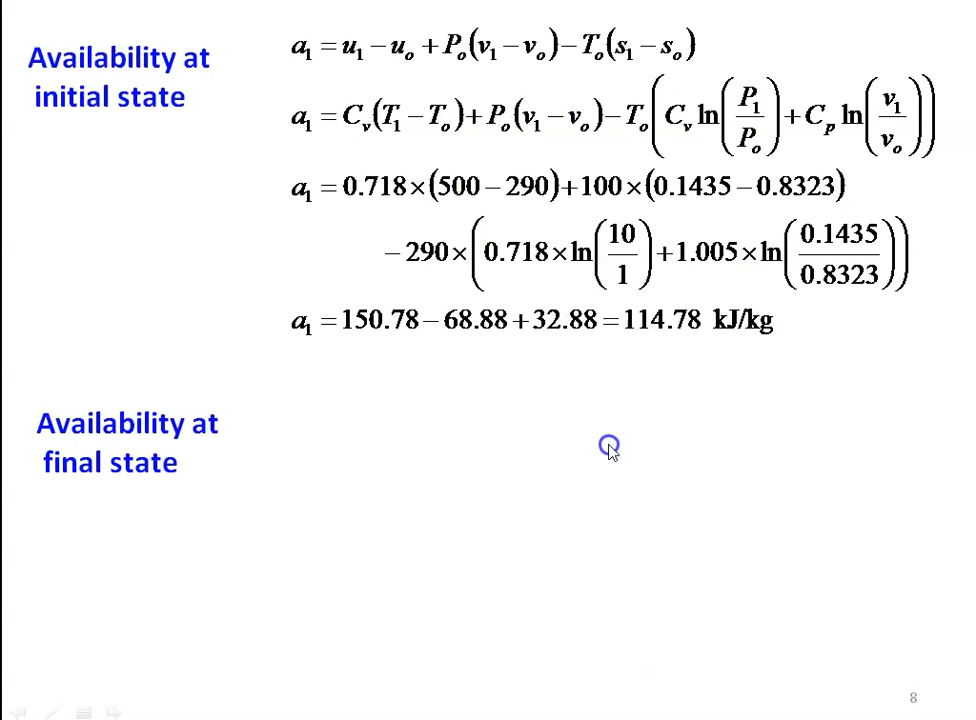 Availability at
initial state
a₁ = u₁ − uₒ + Pₒ(v₁ − vₒ) − Tₒ(s₁ − sₒ)
a₁ = Cᵥ(T₁ − Tₒ) + Pₒ(v₁ − vₒ) − Tₒ(Cᵥ ln(P₁/Pₒ) + Cₚ ln(v₁/vₒ))
a₁ = 0.718 × (500 − 290) + 100 × (0.1435 − 0.8323)
− 290 × (0.718 × ln(10/1) + 1.005 × ln(0.1435/0.8323))
a₁ = 150.78 − 68.88 + 32.88 = 114.78 kJ/kg
Availability at
final state
8